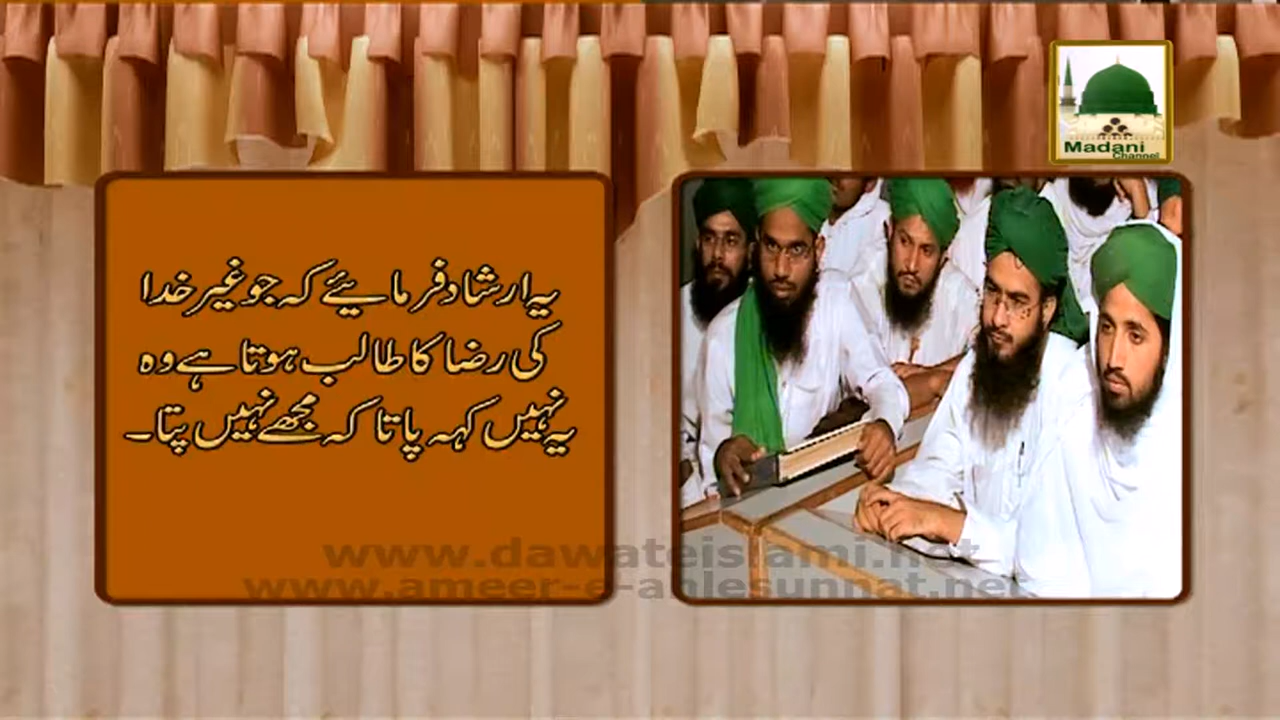 یہ ارشاد فرمائیے کہ جو غیر خدا
کی رضا کا طالب ہوتا ہے وہ
یہ نہیں کہہ پاتا کہ مجھے نہیں پتا۔
Madani
Channel
www.dawateislami.net
www.ameer-e-ahlesunnat.net